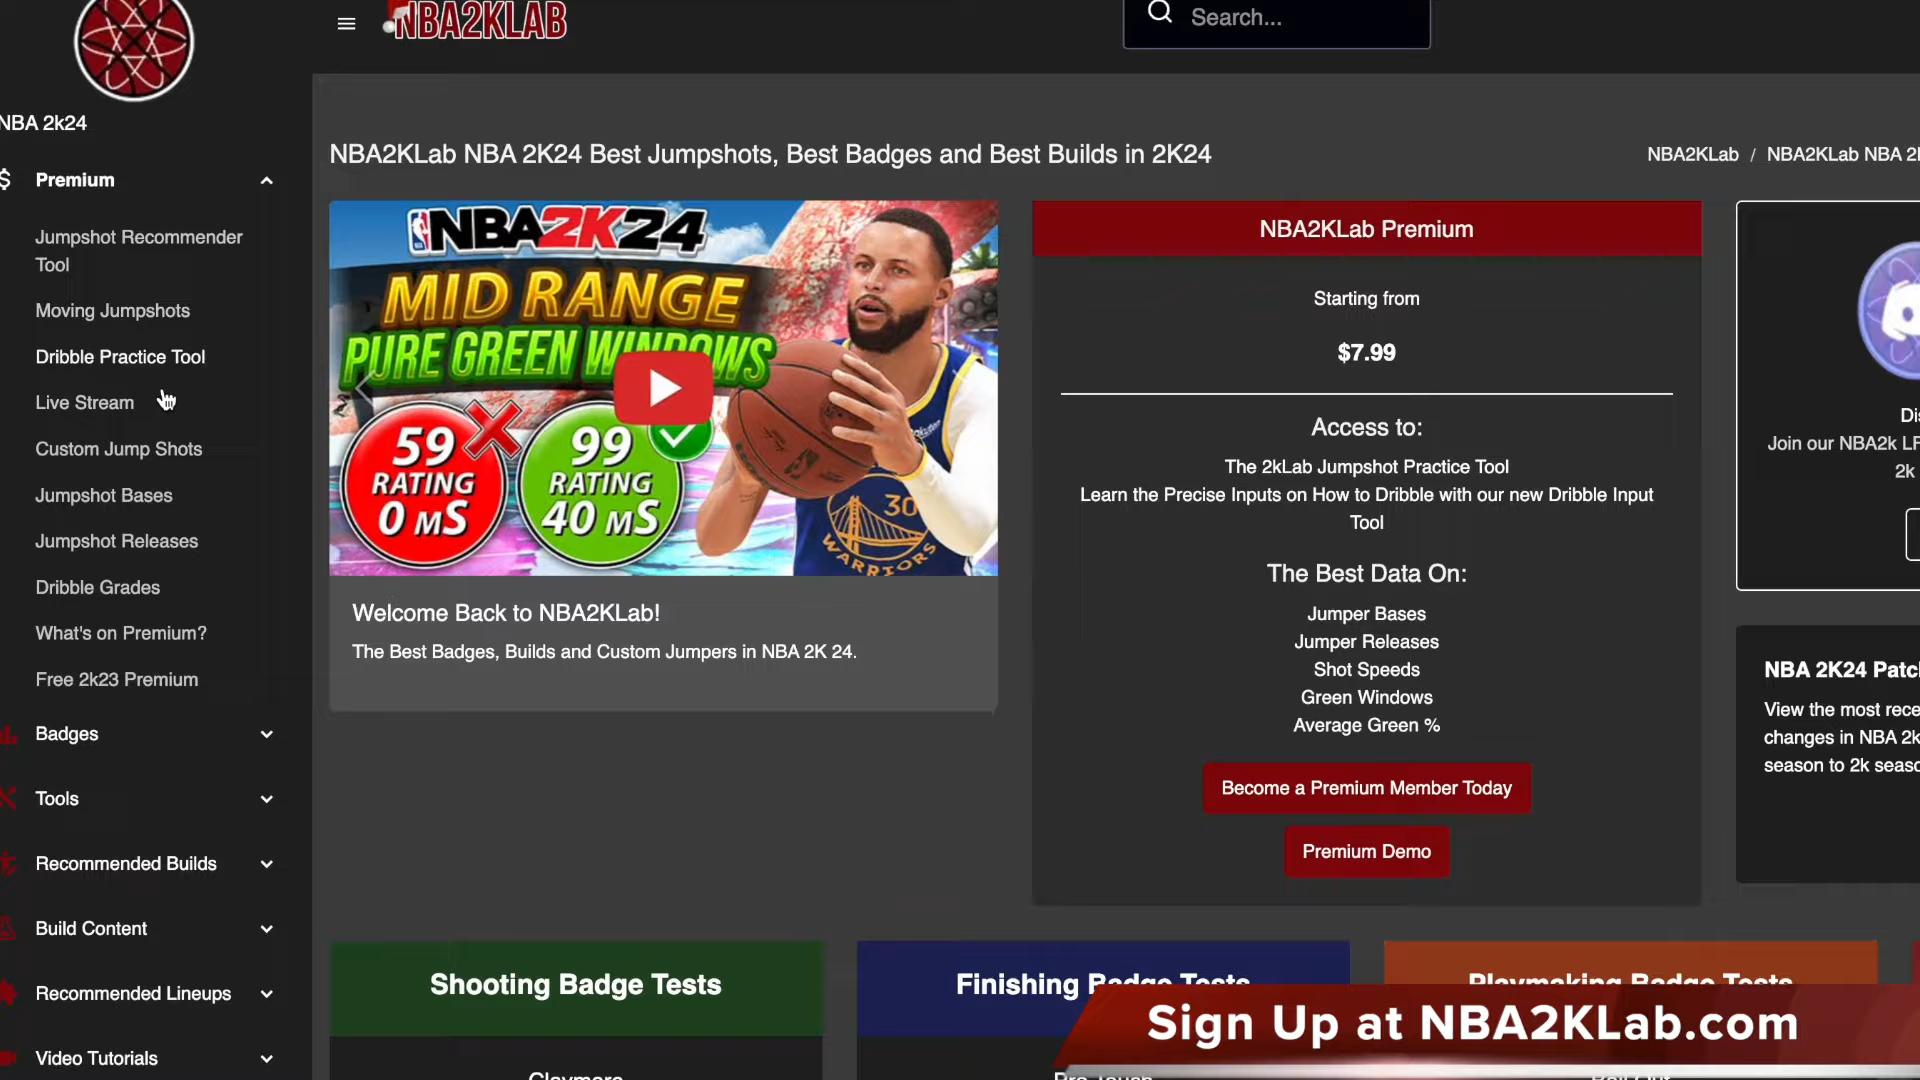 NBA2KLAB
Search...
NBA 2k24
Premium
Jumpshot Recommender
Tool
Moving Jumpshots
Dribble Practice Tool
Live Stream
Custom Jump Shots
Jumpshot Bases
Jumpshot Releases
Dribble Grades
What's on Premium?
Free 2k23 Premium
Badges
Tools
Recommended Builds
Build Content
Recommended Lineups
Video Tutorials
NBA2KLab NBA 2K24 Best Jumpshots, Best Badges and Best Builds in 2K24
NBA2KLab / NBA2KLab NBA
NBA2K24
MID RANGE
PURE GREEN WINDOWS
59
RATING
0 MS
99
RATING
40 MS
30
WARRIORS
Welcome Back to NBA2KLab!
The Best Badges, Builds and Custom Jumpers in NBA 2K 24.
NBA2KLab Premium
Starting from
$7.99
Access to:
The 2kLab Jumpshot Practice Tool
Learn the Precise Inputs on How to Dribble with our new Dribble Input
Tool
The Best Data On:
Jumper Bases
Jumper Releases
Shot Speeds
Green Windows
Average Green %
Become a Premium Member Today
Premium Demo
Join our NBA2k
2k
NBA 2K24
View the most
changes in NBA
season to 2k
Shooting Badge Tests
Finishing Badge Tests
Playmaking Badge Tests
Sign Up at NBA2KLab.com